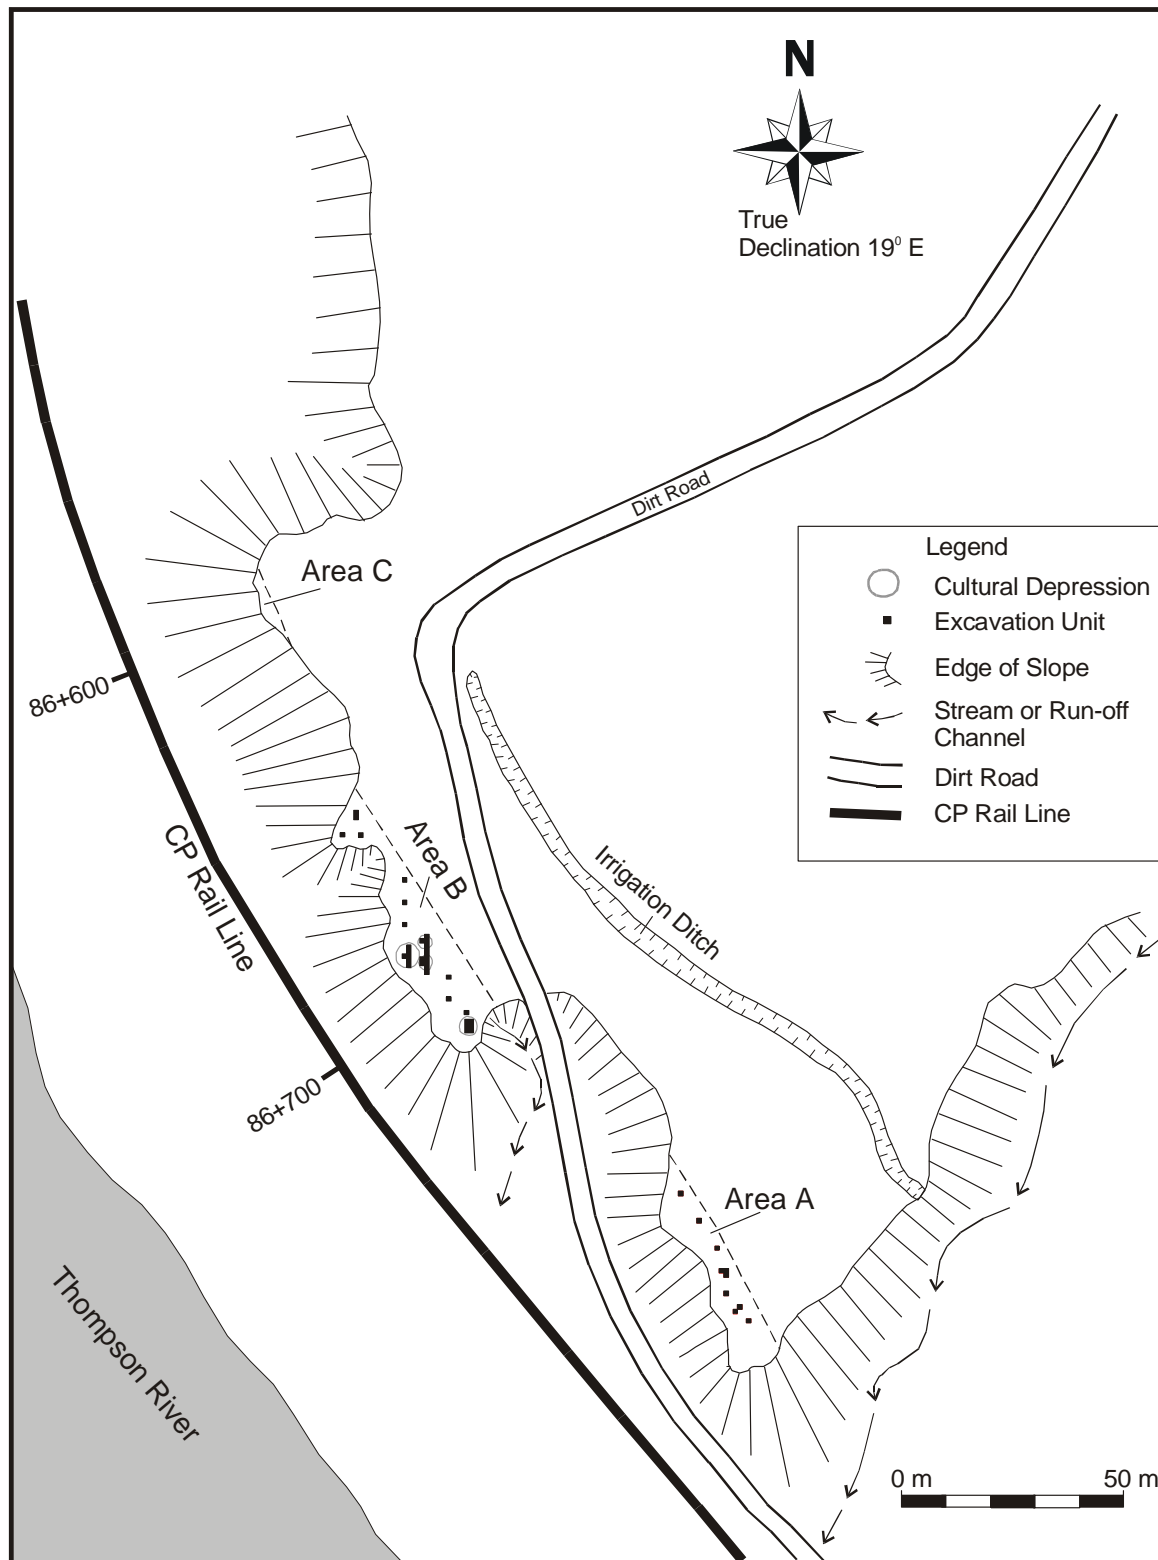 N
True
Declination 19⁰ E
Dirt Road
Legend
Cultural Depression
Excavation Unit
Edge of Slope
Stream or Run-off
Channel
Dirt Road
CP Rail Line
Area C
86+600
Area B
CP Rail Line
Irrigation Ditch
86+700
Area A
Thompson River
0 m
50 m